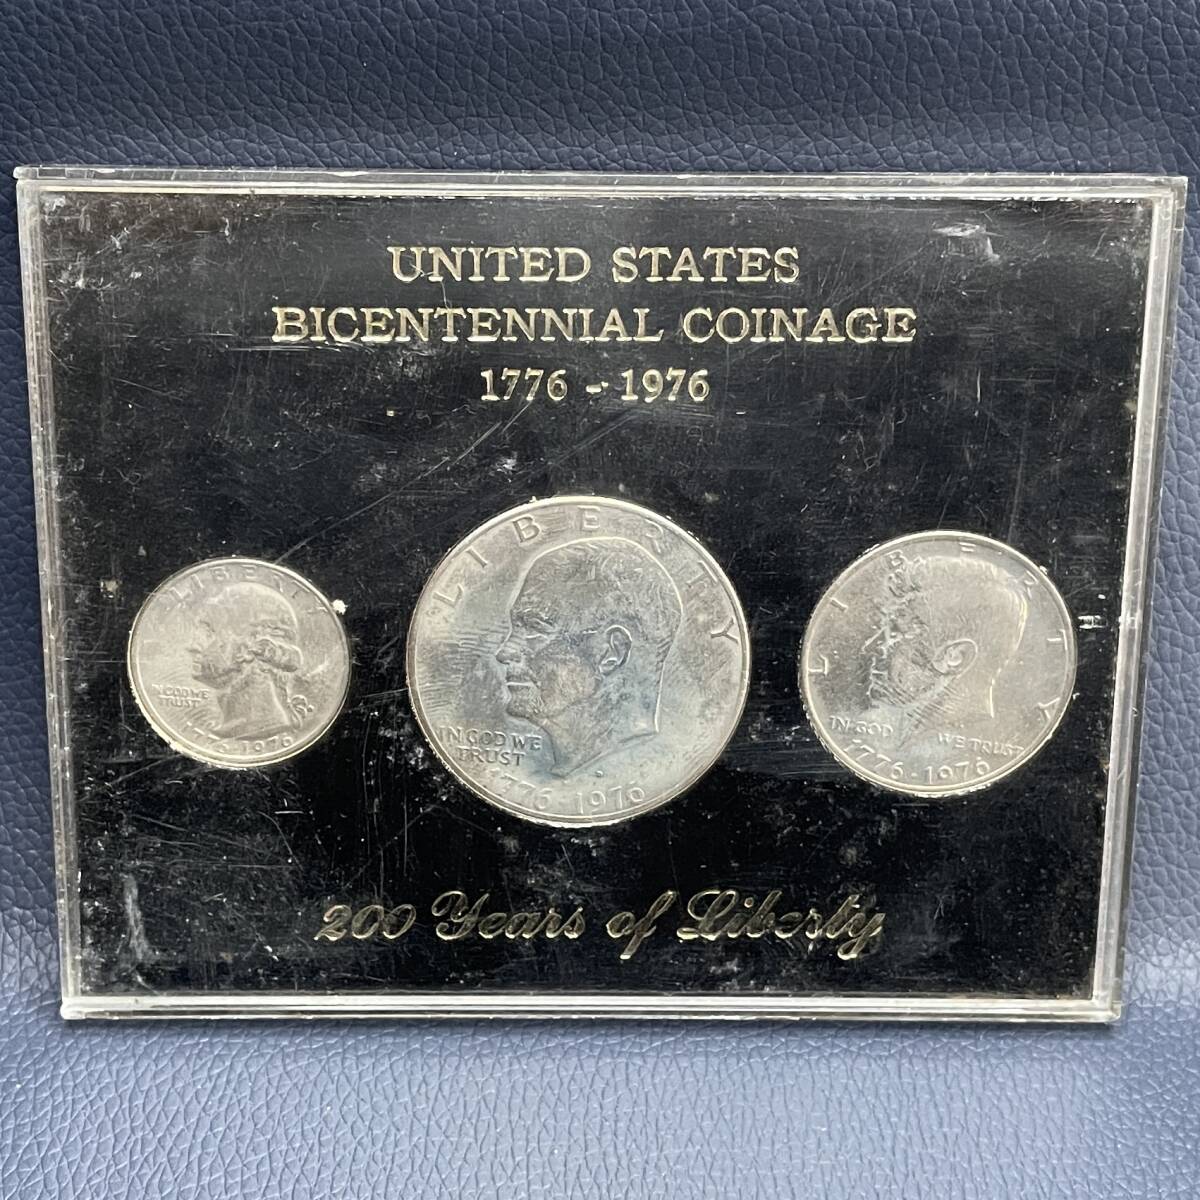 UNITED STATES
BICENTENNIAL COINAGE
1776 - 1976
LIBERTY
IN GOD WE
TRUST
1776-1976
LIBERTY
IN GOD WE
TRUST
1776-1976
LIBERTY
IN GOD WE TRUST
1776-1976
200 Years of Liberty